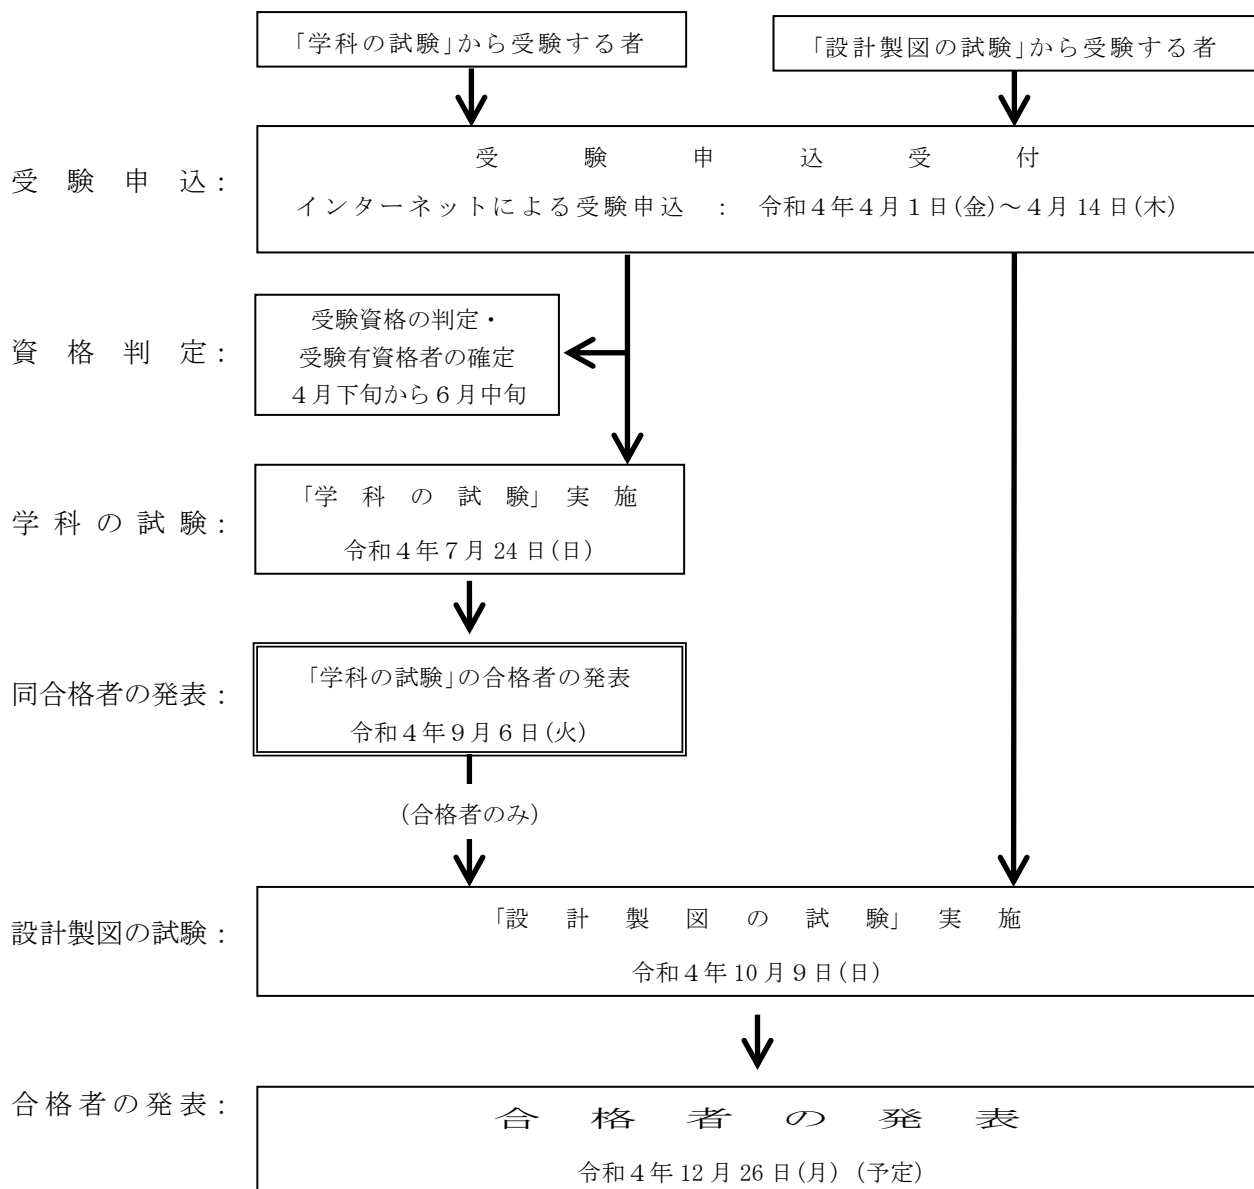 「学科の試験」から受験する者
「設計製図の試験」から受験する者
受験申込：
受験申込受付
インターネットによる受験申込 ： 令和４年４月１日(金)～４月14日(木)
資格判定：
受験資格の判定・
受験有資格者の確定
４月下旬から６月中旬
学科の試験：
「学科の試験」実施
令和４年７月24日(日)
同合格者の発表：
「学科の試験」の合格者の発表
令和４年９月６日(火)
(合格者のみ)
設計製図の試験：
「設計製図の試験」実施
令和４年10月９日(日)
合格者の発表：
合格者の発表
令和４年12月26日(月) (予定)